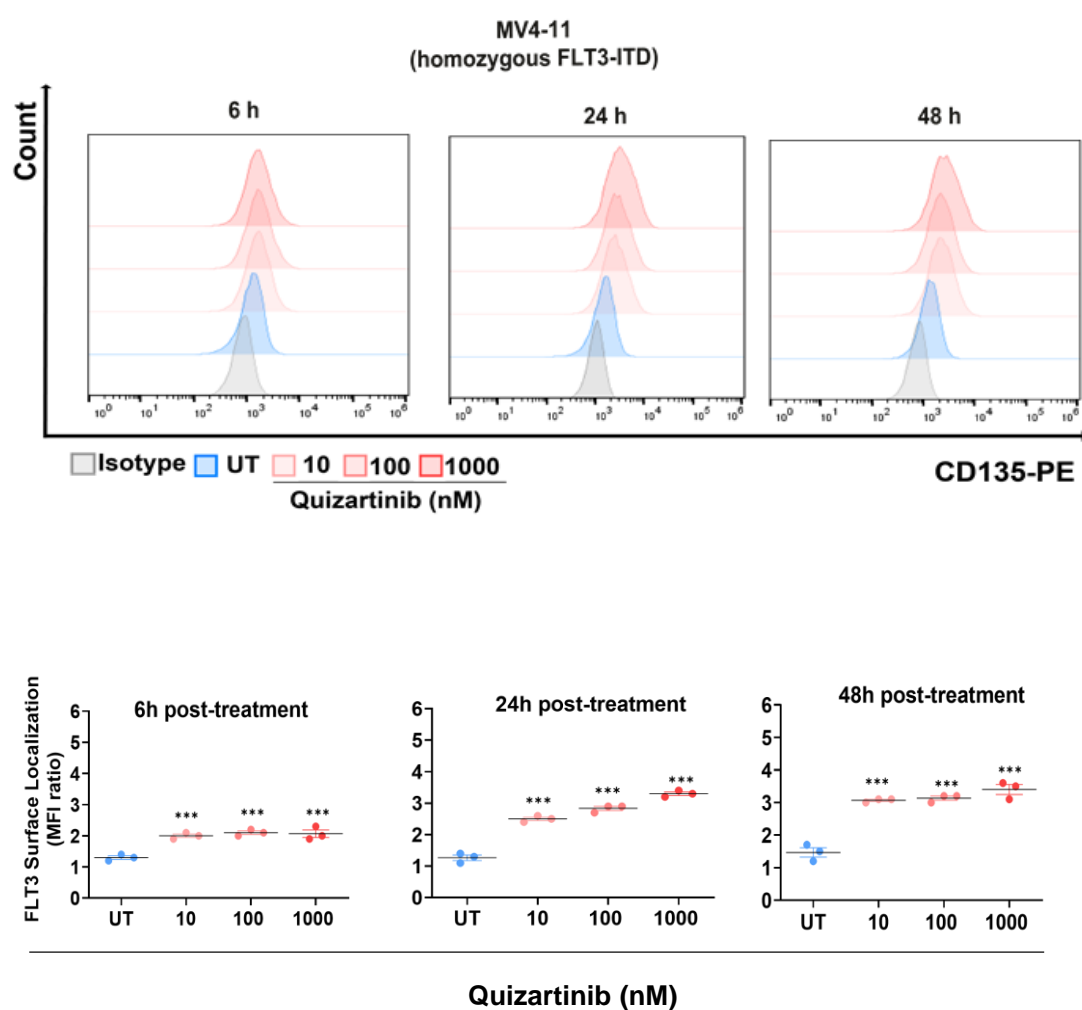 MV4-11
(homozygous FLT3-ITD)
Count
6 h
24 h
48 h
10⁰ 10¹ 10² 10³ 10⁴ 10⁵ 10⁶
10⁰ 10¹ 10² 10³ 10⁴ 10⁵ 10⁶
10⁰ 10¹ 10² 10³ 10⁴ 10⁵ 10⁶
Isotype UT 10 100 1000
Quizartinib (nM)
CD135-PE
FLT3 Surface Localization
(MFI ratio)
6h post-treatment
6
5
4
3
2
1
0
*** *** ***
UT 10 100 1000
24h post-treatment
6
5
4
3
2
1
0
*** *** ***
UT 10 100 1000
48h post-treatment
6
5
4
3
2
1
0
*** *** ***
UT 10 100 1000
Quizartinib (nM)